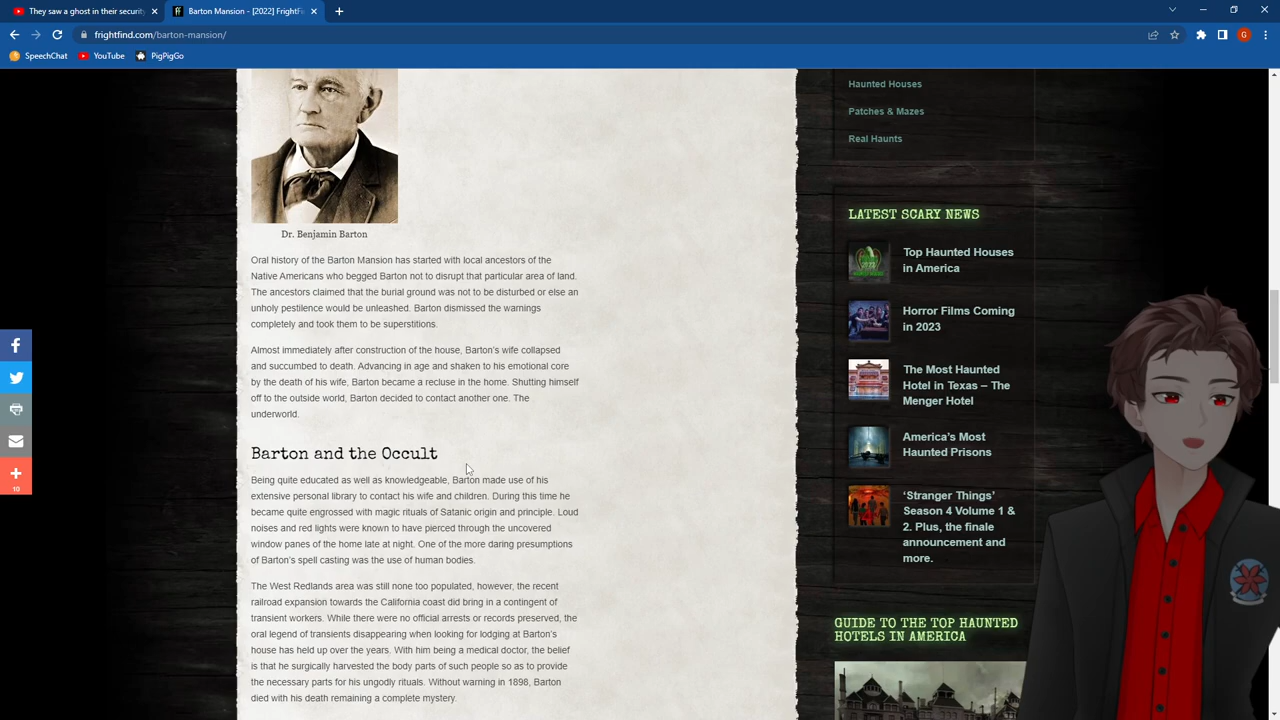 They saw a ghost in their security
Barton Mansion - [2022] FrightFi
frightfind.com/barton-mansion/
G
SpeechChat
YouTube
PigPigGo
Dr. Benjamin Barton
Oral history of the Barton Mansion has started with local ancestors of the
Native Americans who begged Barton not to disrupt that particular area of land.
The ancestors claimed that the burial ground was not to be disturbed or else an
unholy pestilence would be unleashed. Barton dismissed the warnings
completely and took them to be superstitions.
Almost immediately after construction of the house, Barton's wife collapsed
and succumbed to death. Advancing in age and shaken to his emotional core
by the death of his wife, Barton became a recluse in the home. Shutting himself
off to the outside world, Barton decided to contact another one. The
underworld.
Barton and the Occult
Being quite educated as well as knowledgeable, Barton made use of his
extensive personal library to contact his wife and children. During this time he
became quite engrossed with magic rituals of Satanic origin and principle. Loud
noises and red lights were known to have pierced through the uncovered
window panes of the home late at night. One of the more daring presumptions
of Barton's spell casting was the use of human bodies.
The West Redlands area was still none too populated, however, the recent
railroad expansion towards the California coast did bring in a contingent of
transient workers. While there were no official arrests or records preserved, the
oral legend of transients disappearing when looking for lodging at Barton's
house has held up over the years. With him being a medical doctor, the belief
is that he surgically harvested the body parts of such people so as to provide
the necessary parts for his ungodly rituals. Without warning in 1898, Barton
died with his death remaining a complete mystery.
10
Haunted Houses
Patches & Mazes
Real Haunts
LATEST SCARY NEWS
Top Haunted Houses
in America
Horror Films Coming
in 2023
The Most Haunted
Hotel in Texas – The
Menger Hotel
America's Most
Haunted Prisons
'Stranger Things'
Season 4 Volume 1 &
2. Plus, the finale
announcement and
more.
GUIDE TO THE TOP HAUNTED
HOTELS IN AMERICA